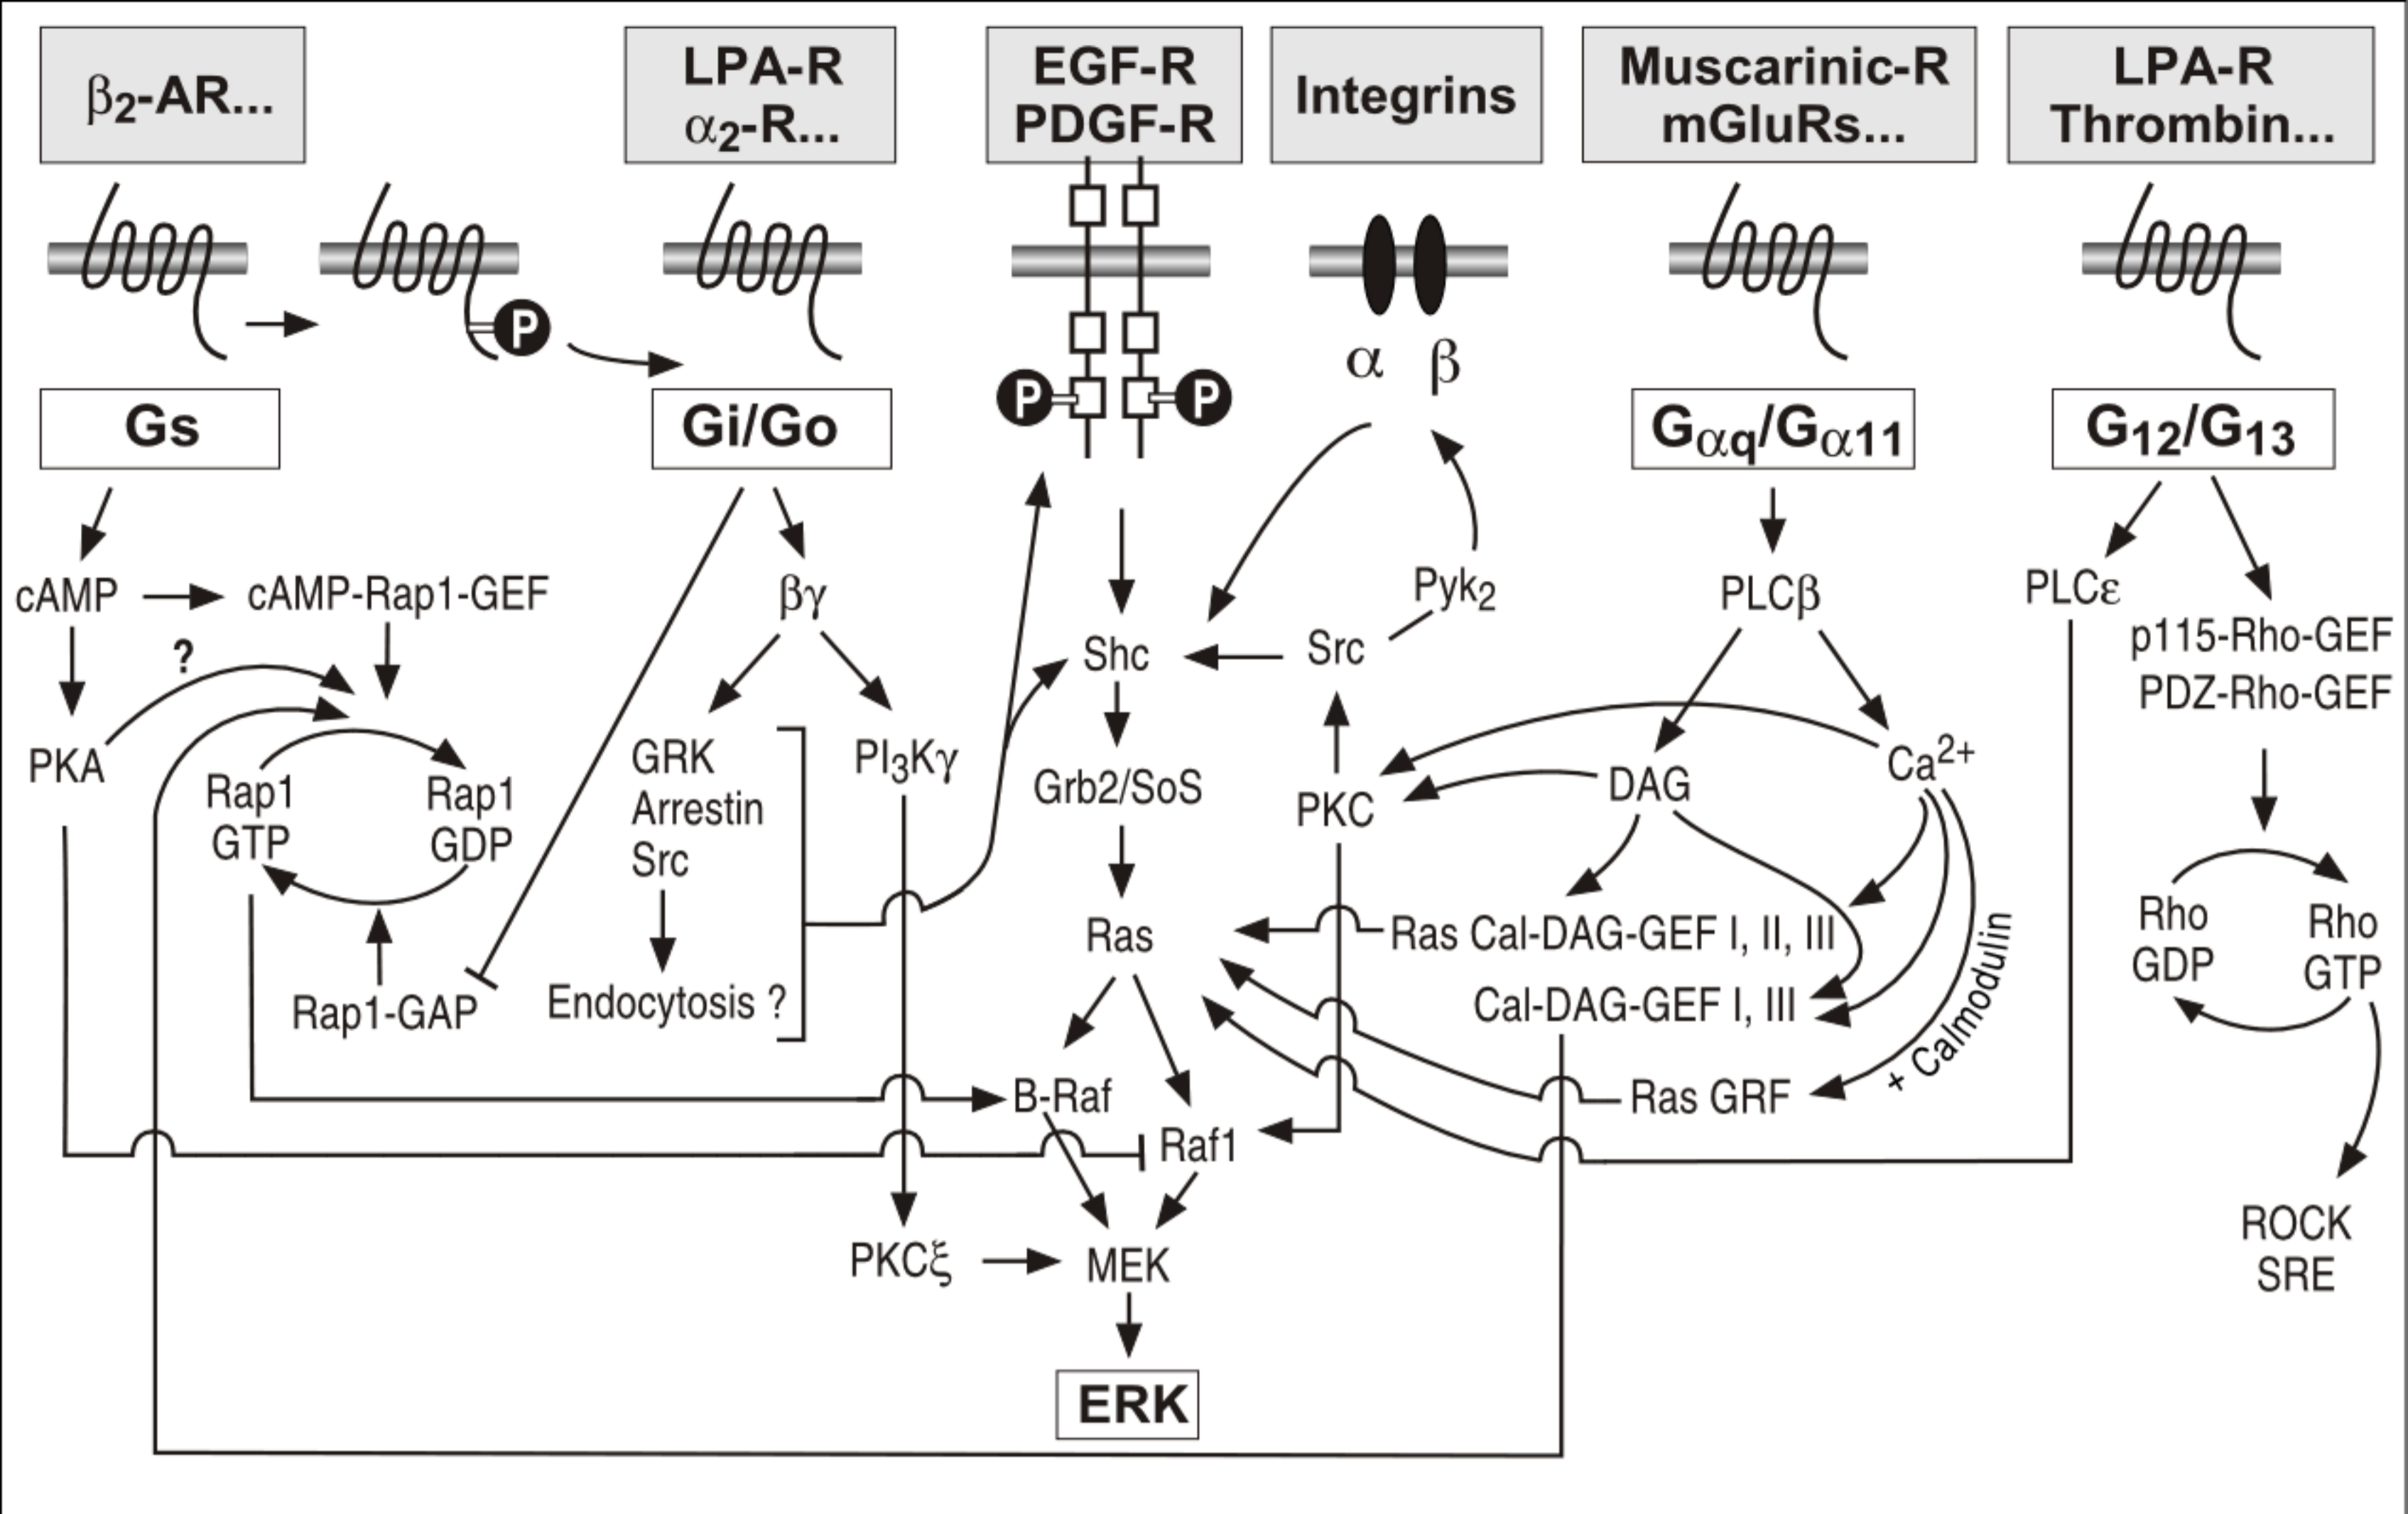 β2-AR...
LPA-R
α2-R...
EGF-R
PDGF-R
Integrins
Muscarinic-R
mGluRs...
LPA-R
Thrombin...
P
P
P
α β
Gs
Gi/Go
Gαq/Gα11
G12/G13
cAMP
cAMP-Rap1-GEF
βγ
Pyk2
PLCβ
PLCε
?
Shc
Src
p115-Rho-GEF
PDZ-Rho-GEF
PKA
Rap1
GTP
Rap1
GDP
GRK
Arrestin
Src
PI3Kγ
Grb2/SoS
PKC
DAG
Ca2+
Ras
Ras Cal-DAG-GEF I, II, III
Rho
GDP
Rho
GTP
Rap1-GAP
Endocytosis ?
Cal-DAG-GEF I, III
+ Calmodulin
B-Raf
Ras GRF
Raf1
PKCξ
MEK
ROCK
SRE
ERK